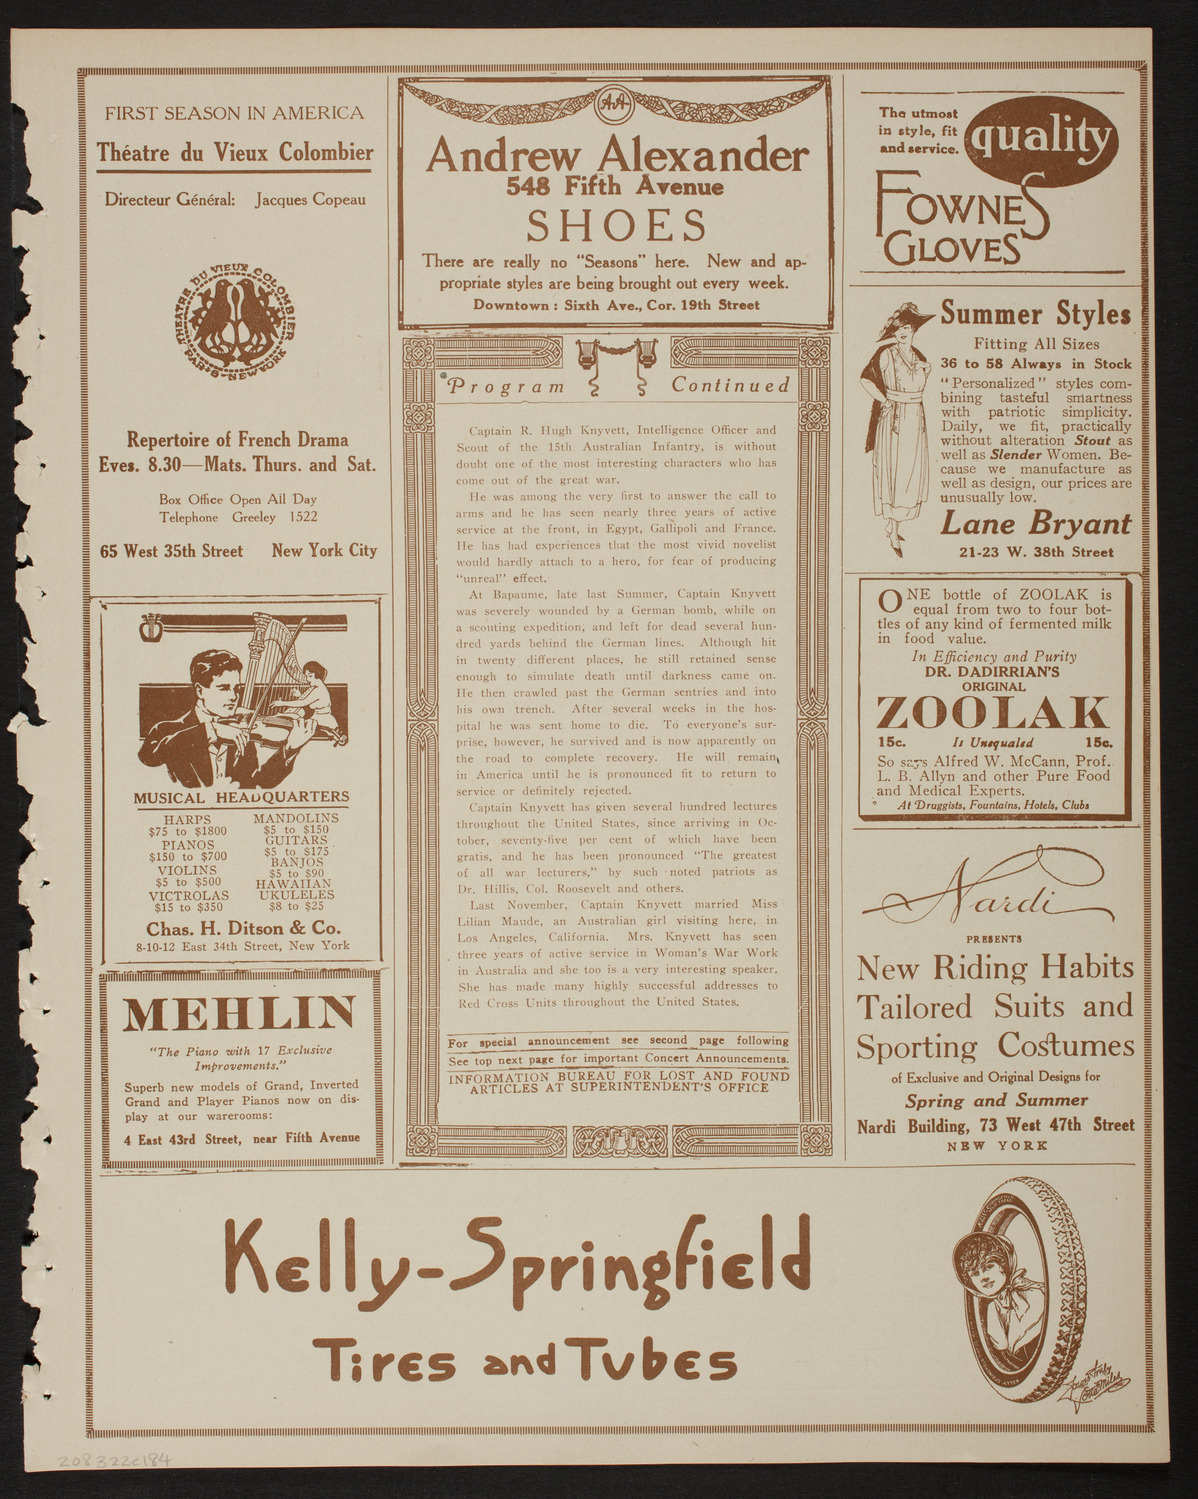 FIRST SEASON IN AMERICA
Théatre du Vieux Colombier
Directeur Général: Jacques Copeau
THEATRE DU VIEUX COLOMBIER
PARIS-NEW YORK
Repertoire of French Drama
Eves. 8.30—Mats. Thurs. and Sat.
Box Office Open All Day
Telephone Greeley 1522
65 West 35th Street New York City
MUSICAL HEADQUARTERS
HARPS
$75 to $1800
PIANOS
$150 to $700
VIOLINS
$5 to $500
VICTROLAS
$15 to $350
MANDOLINS
$5 to $150
GUITARS
$5 to $175
BANJOS
$5 to $90
HAWAIIAN
UKULELES
$8 to $25
Chas. H. Ditson & Co.
8-10-12 East 34th Street, New York
MEHLIN
"The Piano with 17 Exclusive
Improvements."
Superb new models of Grand, Inverted
Grand and Player Pianos now on dis-
play at our warerooms:
4 East 43rd Street, near Fifth Avenue
AA
Andrew Alexander
548 Fifth Avenue
SHOES
There are really no "Seasons" here. New and ap-
propriate styles are being brought out every week.
Downtown: Sixth Ave., Cor. 19th Street
Program Continued
Captain R. Hugh Knyvett, Intelligence Officer and
Scout of the 15th Australian Infantry, is without
doubt one of the most interesting characters who has
come out of the great war.
He was among the very first to answer the call to
arms and he has seen nearly three years of active
service at the front, in Egypt, Gallipoli and France.
He has had experiences that the most vivid novelist
would hardly attach to a hero, for fear of producing
"unreal" effect.
At Bapaume, late last Summer, Captain Knyvett
was severely wounded by a German bomb, while on
a scouting expedition, and left for dead several hun-
dred yards behind the German lines. Although hit
in twenty different places, he still retained sense
enough to simulate death until darkness came on.
He then crawled past the German sentries and into
his own trench. After several weeks in the hos-
pital he was sent home to die. To everyone's sur-
prise, however, he survived and is now apparently on
the road to complete recovery. He will remain
in America until he is pronounced fit to return to
service or definitely rejected.
Captain Knyvett has given several hundred lectures
throughout the United States, since arriving in Oc-
tober, seventy-five per cent of which have been
gratis, and he has been pronounced "The greatest
of all war lecturers," by such noted patriots as
Dr. Hillis, Col. Roosevelt and others.
Last November, Captain Knyvett married Miss
Lilian Maude, an Australian girl visiting here, in
Los Angeles, California. Mrs. Knyvett has seen
three years of active service in Woman's War Work
in Australia and she too is a very interesting speaker.
She has made many highly successful addresses to
Red Cross Units throughout the United States.
For special announcement see second page following
See top next page for important Concert Announcements.
INFORMATION BUREAU FOR LOST AND FOUND
ARTICLES AT SUPERINTENDENT'S OFFICE
The utmost
in style, fit
and service.
quality
FOWNES
GLOVES
Summer Styles
Fitting All Sizes
36 to 58 Always in Stock
"Personalized" styles com-
bining tasteful smartness
with patriotic simplicity.
Daily, we fit, practically
without alteration Stout as
well as Slender Women. Be-
cause we manufacture as
well as design, our prices are
unusually low.
Lane Bryant
21-23 W. 38th Street
ONE bottle of ZOOLAK is
equal from two to four bot-
tles of any kind of fermented milk
in food value.
In Efficiency and Purity
DR. DADIRRIAN'S
ORIGINAL
ZOOLAK
15c. Is Unequaled 15c.
So says Alfred W. McCann, Prof.
L. B. Allyn and other Pure Food
and Medical Experts.
At Druggists, Fountains, Hotels, Clubs
Nardi
PRESENTS
New Riding Habits
Tailored Suits and
Sporting Costumes
of Exclusive and Original Designs for
Spring and Summer
Nardi Building, 73 West 47th Street
NEW YORK
Kelly-Springfield
Tires and Tubes
Yours truly
Lotta Miles
208322c184